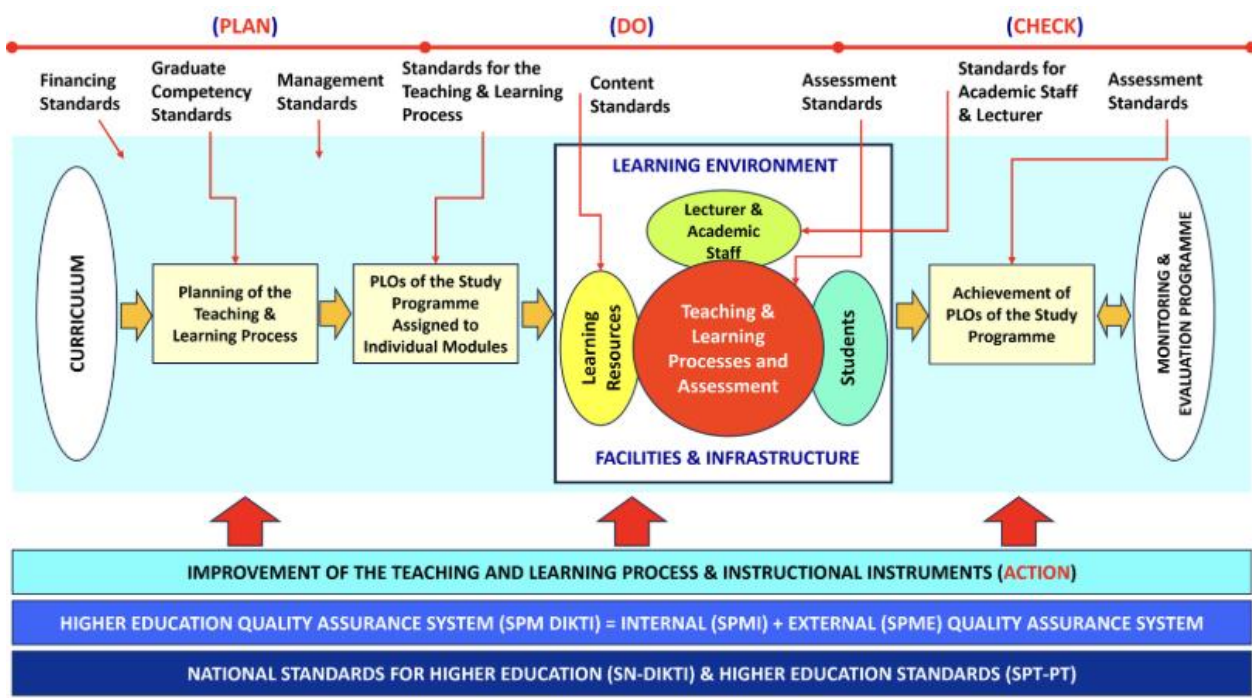 (PLAN)
(DO)
(CHECK)
Financing
Standards
Graduate
Competency
Standards
Management
Standards
Standards for the
Teaching & Learning
Process
Content
Standards
Assessment
Standards
Standards for
Academic Staff
& Lecturer
Assessment
Standards
CURRICULUM
Planning of the
Teaching &
Learning Process
PLOs of the Study
Programme
Assigned to
Individual Modules
LEARNING ENVIRONMENT
Lecturer &
Academic
Staff
Learning
Resources
Teaching &
Learning
Processes and
Assessment
Students
FACILITIES & INFRASTRUCTURE
Achievement of
PLOs of the Study
Programme
MONITORING &
EVALUATION PROGRAMME
IMPROVEMENT OF THE TEACHING AND LEARNING PROCESS & INSTRUCTIONAL INSTRUMENTS (ACTION)
HIGHER EDUCATION QUALITY ASSURANCE SYSTEM (SPM DIKTI) = INTERNAL (SPMI) + EXTERNAL (SPME) QUALITY ASSURANCE SYSTEM
NATIONAL STANDARDS FOR HIGHER EDUCATION (SN-DIKTI) & HIGHER EDUCATION STANDARDS (SPT-PT)